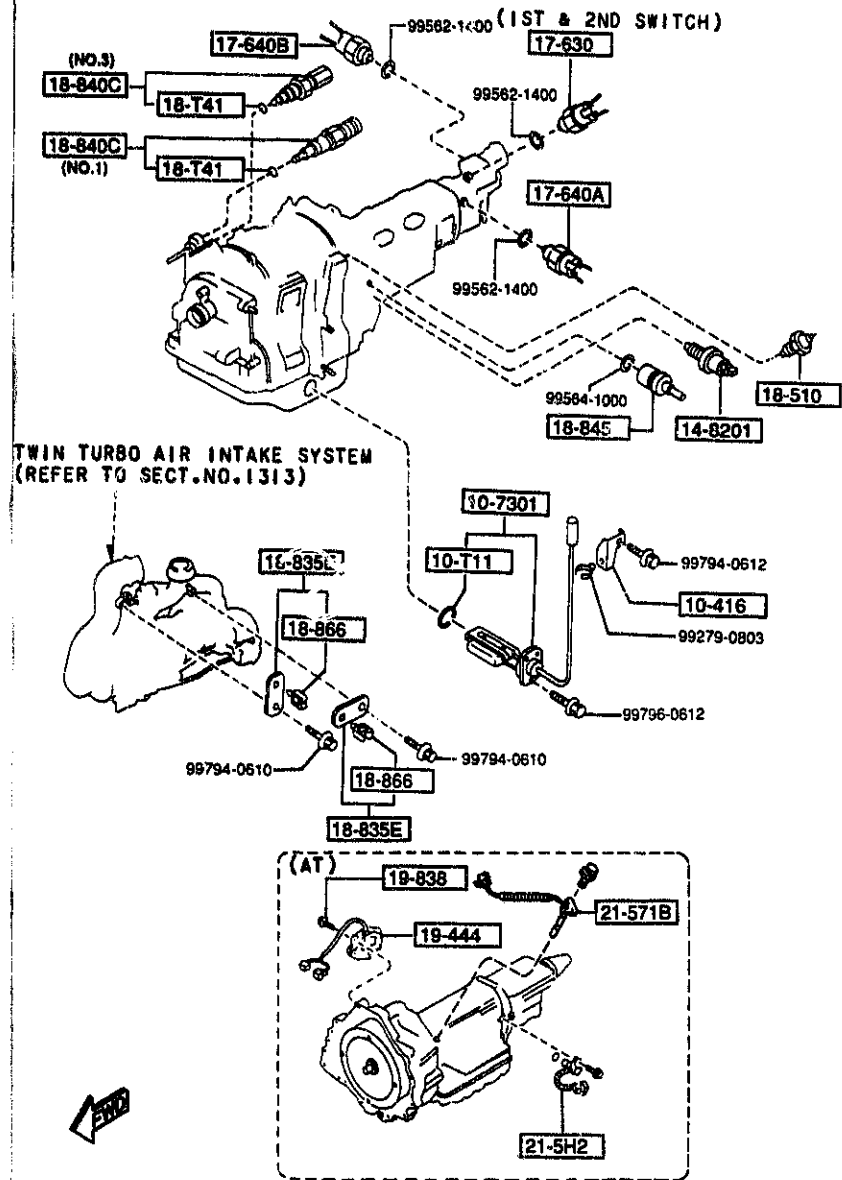 99562-1400 (1ST & 2ND SWITCH)
17-640B
17-630
(NO.3)
18-840C
18-T41
99562-1400
18-840C
(NO.1)
18-T41
17-640A
99562-1400
99564-1000
18-510
18-845
14-8201
TWIN TURBO AIR INTAKE SYSTEM
(REFER TO SECT.NO.1313)
10-7301
18-835E
10-T11
99794-0612
10-416
18-866
99279-0803
99796-0612
99794-0610
99794-0610
18-866
18-835E
(AT)
19-838
21-571B
19-444
21-5H2
FWD